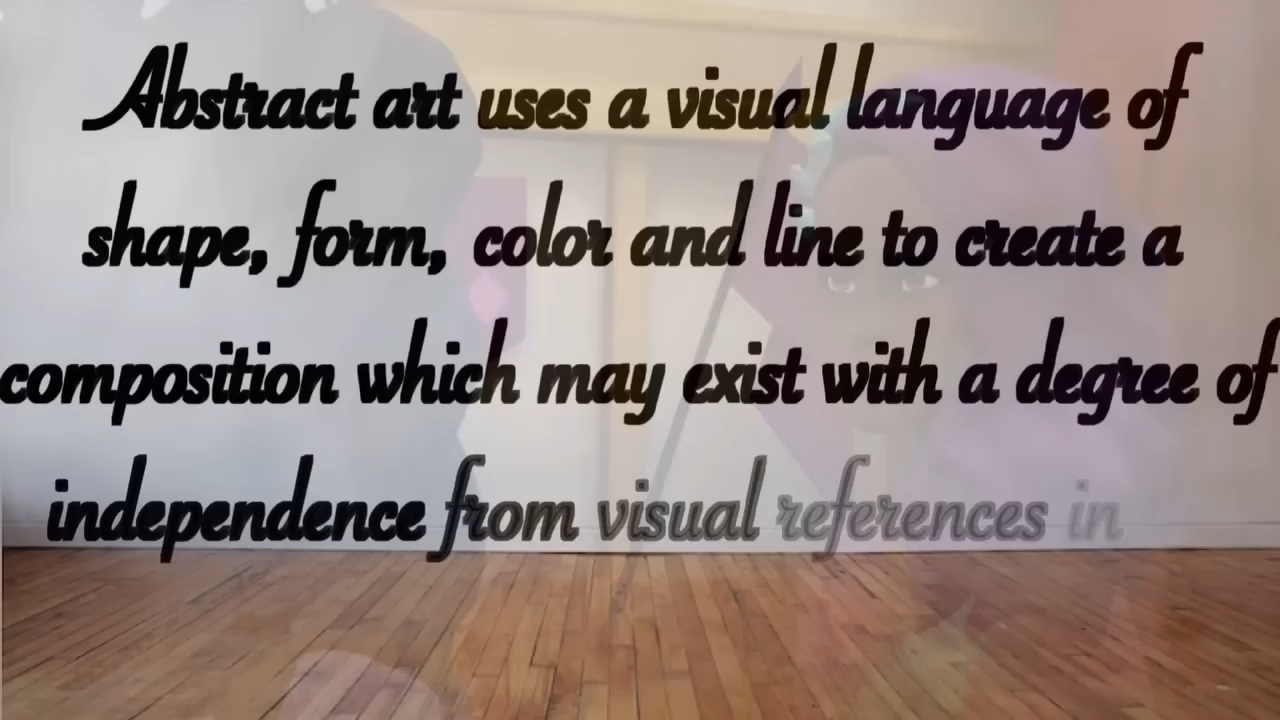 Abstract art uses a visual language of
shape, form, color and line to create a
composition which may exist with a degree of
independence from visual references in